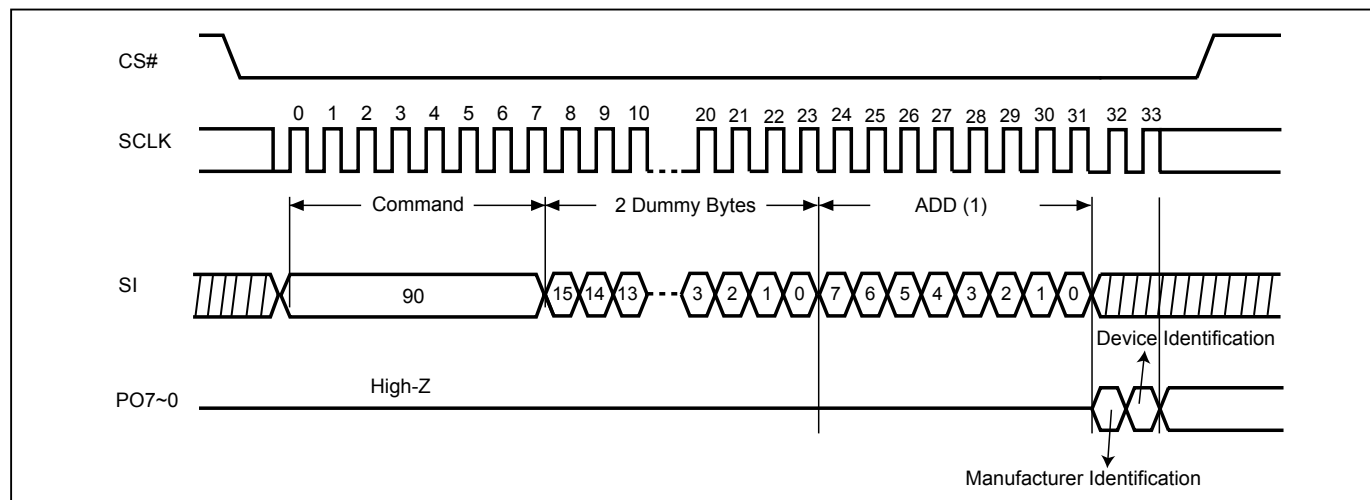 CS#
0 1 2 3 4 5 6 7 8 9 10 20 21 22 23 24 25 26 27 28 29 30 31 32 33
SCLK
Command 2 Dummy Bytes ADD (1)
SI 90 15 14 13 3 2 1 0 7 6 5 4 3 2 1 0
Device Identification
High-Z
PO7~0
Manufacturer Identification